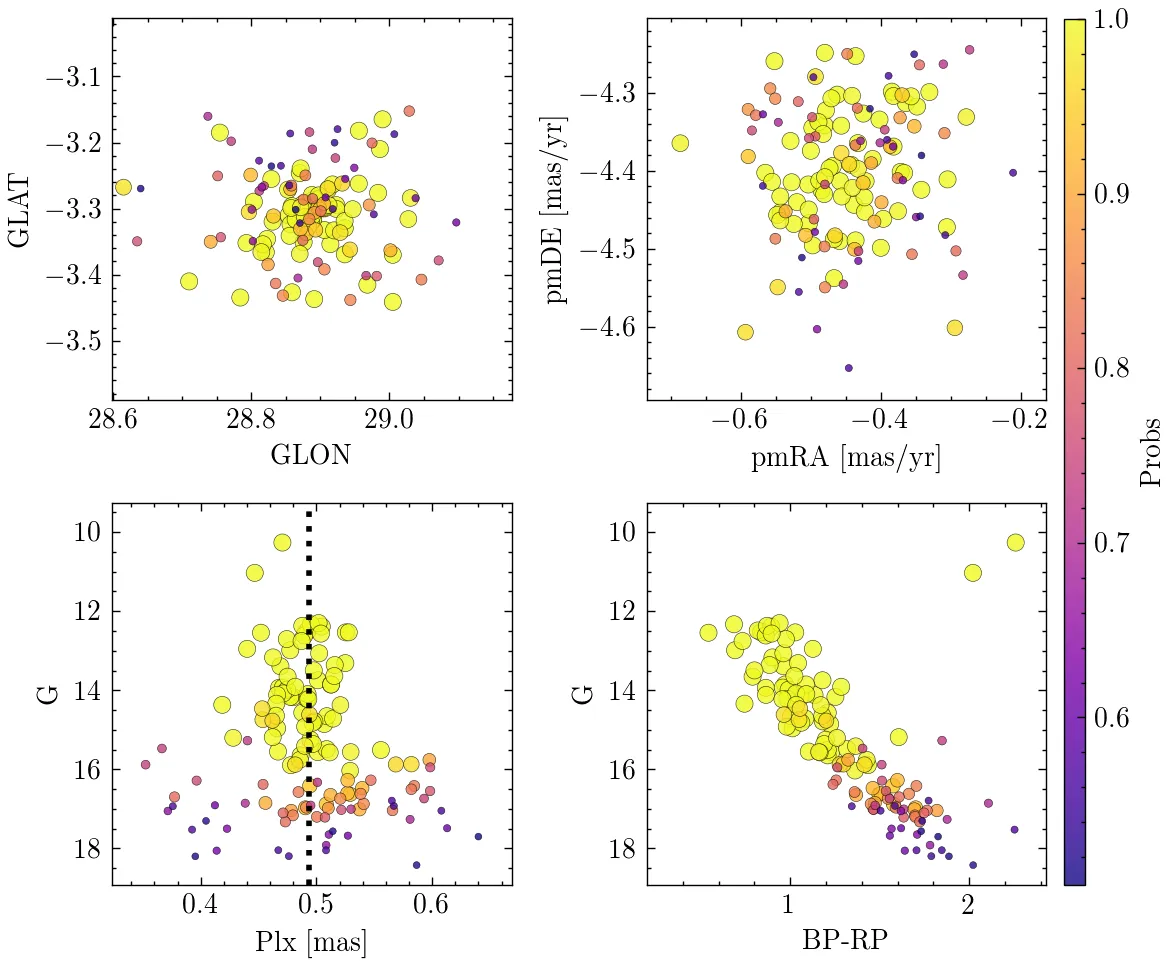 −3.1
−3.2
−3.3
−3.4
−3.5
GLAT
28.6 28.8 29.0
GLON
−4.3
−4.4
−4.5
−4.6
pmDE [mas/yr]
−0.6 −0.4 −0.2
pmRA [mas/yr]
1.0
0.9
0.8
0.7
0.6
Probs
10
12
14
16
18
G
0.4 0.5 0.6
Plx [mas]
10
12
14
16
18
G
1 2
BP-RP